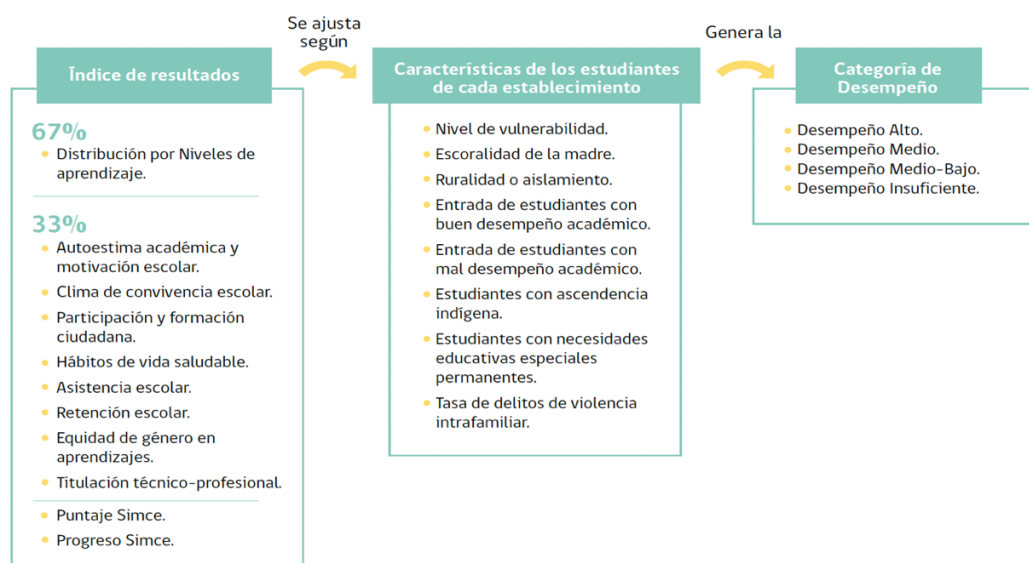 Índice de resultados
67%
Distribución por Niveles de
aprendizaje.
33%
Autoestima académica y
motivación escolar.
Clima de convivencia escolar.
Participación y formación
ciudadana.
Hábitos de vida saludable.
Asistencia escolar.
Retención escolar.
Equidad de género en
aprendizajes.
Titulación técnico-profesional.
Puntaje Simce.
Progreso Simce.
Se ajusta
según
Características de los estudiantes
de cada establecimiento
Nivel de vulnerabilidad.
Escoralidad de la madre.
Ruralidad o aislamiento.
Entrada de estudiantes con
buen desempeño académico.
Entrada de estudiantes con
mal desempeño académico.
Estudiantes con ascendencia
indígena.
Estudiantes con necesidades
educativas especiales
permanentes.
Tasa de delitos de violencia
intrafamiliar.
Genera la
Categoría de
Desempeño
Desempeño Alto.
Desempeño Medio.
Desempeño Medio-Bajo.
Desempeño Insuficiente.